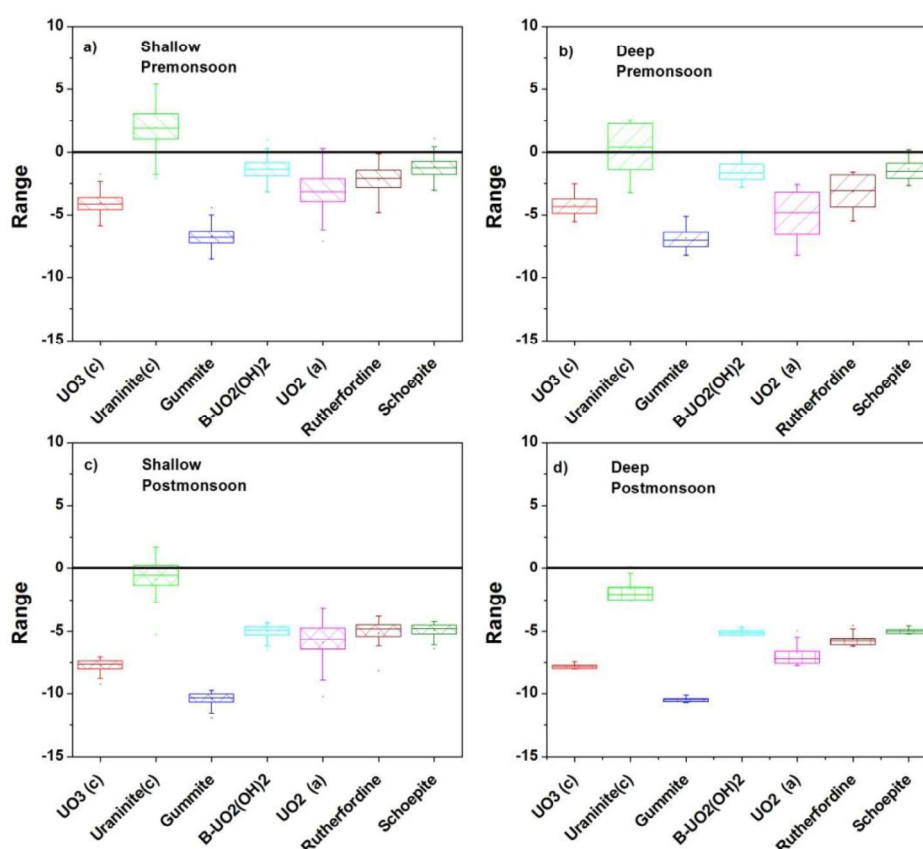 10
5
0
-5
-10
-15
Range
a) Shallow
Premonsoon
UO3 (c)
Uraninite(c)
Gummite
B-UO2(OH)2
UO2 (a)
Rutherfordine
Schoepite
10
5
0
-5
-10
-15
Range
b) Deep
Premonsoon
UO3 (c)
Uraninite(c)
Gummite
B-UO2(OH)2
UO2 (a)
Rutherfordine
Schoepite
10
5
0
-5
-10
-15
Range
c) Shallow
Postmonsoon
UO3 (c)
Uraninite(c)
Gummite
B-UO2(OH)2
UO2 (a)
Rutherfordine
Schoepite
10
5
0
-5
-10
-15
Range
d) Deep
Postmonsoon
UO3 (c)
Uraninite(c)
Gummite
B-UO2(OH)2
UO2 (a)
Rutherfordine
Schoepite